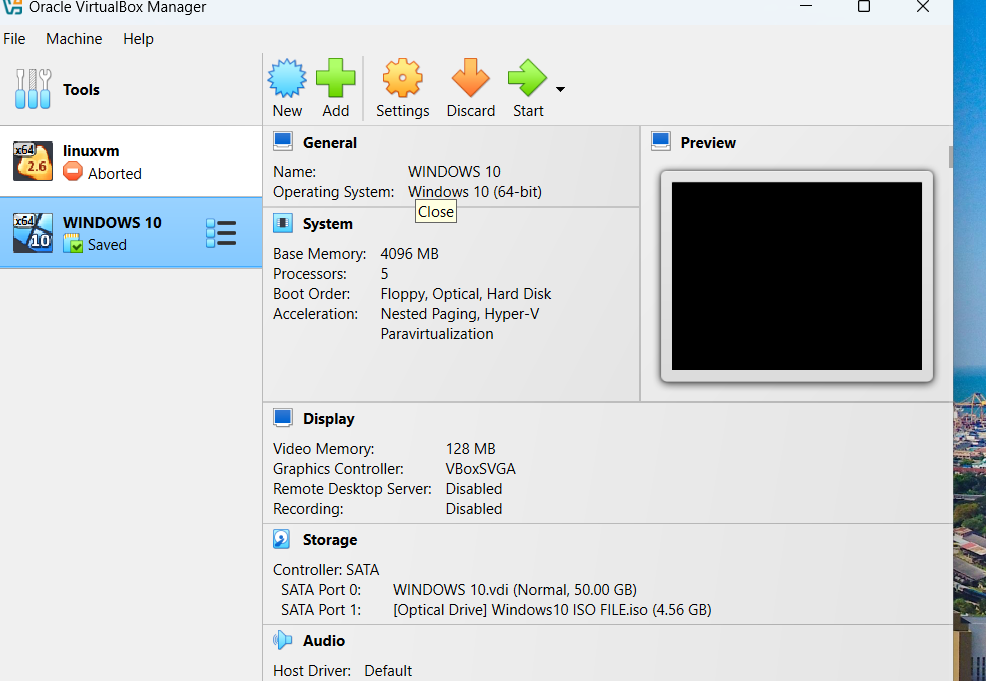 Oracle VirtualBox Manager
File Machine Help
Tools
New Add Settings Discard Start
x64
2.6
linuxvm
Aborted
x64
10
WINDOWS 10
Saved
General
Name: WINDOWS 10
Operating System: Windows 10 (64-bit)
Close
System
Base Memory: 4096 MB
Processors: 5
Boot Order: Floppy, Optical, Hard Disk
Acceleration: Nested Paging, Hyper-V
Paravirtualization
Preview
Display
Video Memory: 128 MB
Graphics Controller: VBoxSVGA
Remote Desktop Server: Disabled
Recording: Disabled
Storage
Controller: SATA
SATA Port 0: WINDOWS 10.vdi (Normal, 50.00 GB)
SATA Port 1: [Optical Drive] Windows10 ISO FILE.iso (4.56 GB)
Audio
Host Driver: Default